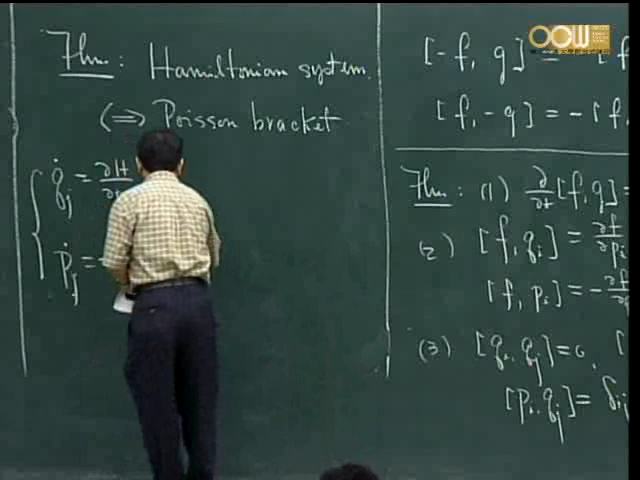 Thm: Hamiltonian system.
⟺ Poisson bracket
q̇j = ∂H
ṗj =
[-f, g] = [f
[f, -g] = -[f,
Thm: (1) ∂/∂t [f, g] =
(2) [f, qi] = ∂f/∂pi
[f, pi] = -∂f
(3) [qi, qj] = 0, [
[pi, qj] = δij
OCW